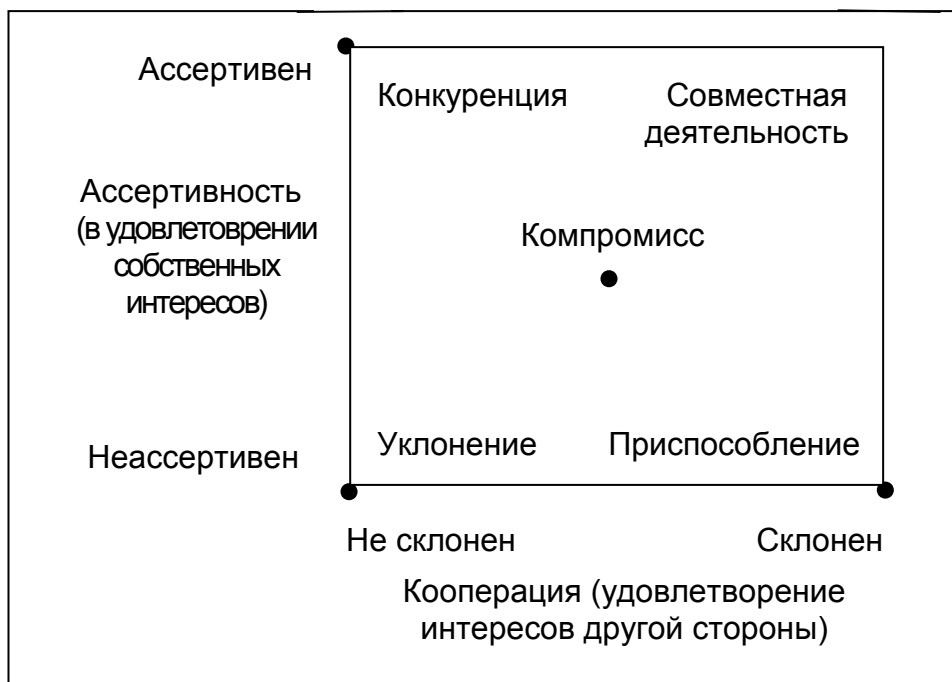 Ассертивен
Конкуренция
Совместная
деятельность
Ассертивность
(в удовлетоврении
собственных
интересов)
Компромисс
Неассертивен
Уклонение
Приспособление
Не склонен
Склонен
Кооперация (удовлетворение
интересов другой стороны)